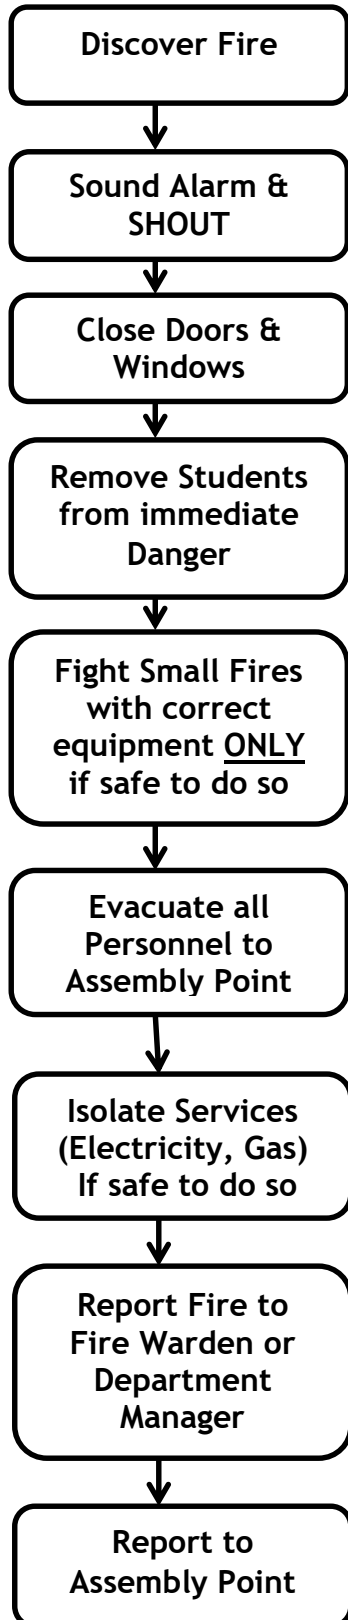 Discover Fire
Sound Alarm &
SHOUT
Close Doors &
Windows
Remove Students
from immediate
Danger
Fight Small Fires
with correct
equipment ONLY
if safe to do so
Evacuate all
Personnel to
Assembly Point
Isolate Services
(Electricity, Gas)
If safe to do so
Report Fire to
Fire Warden or
Department
Manager
Report to
Assembly Point